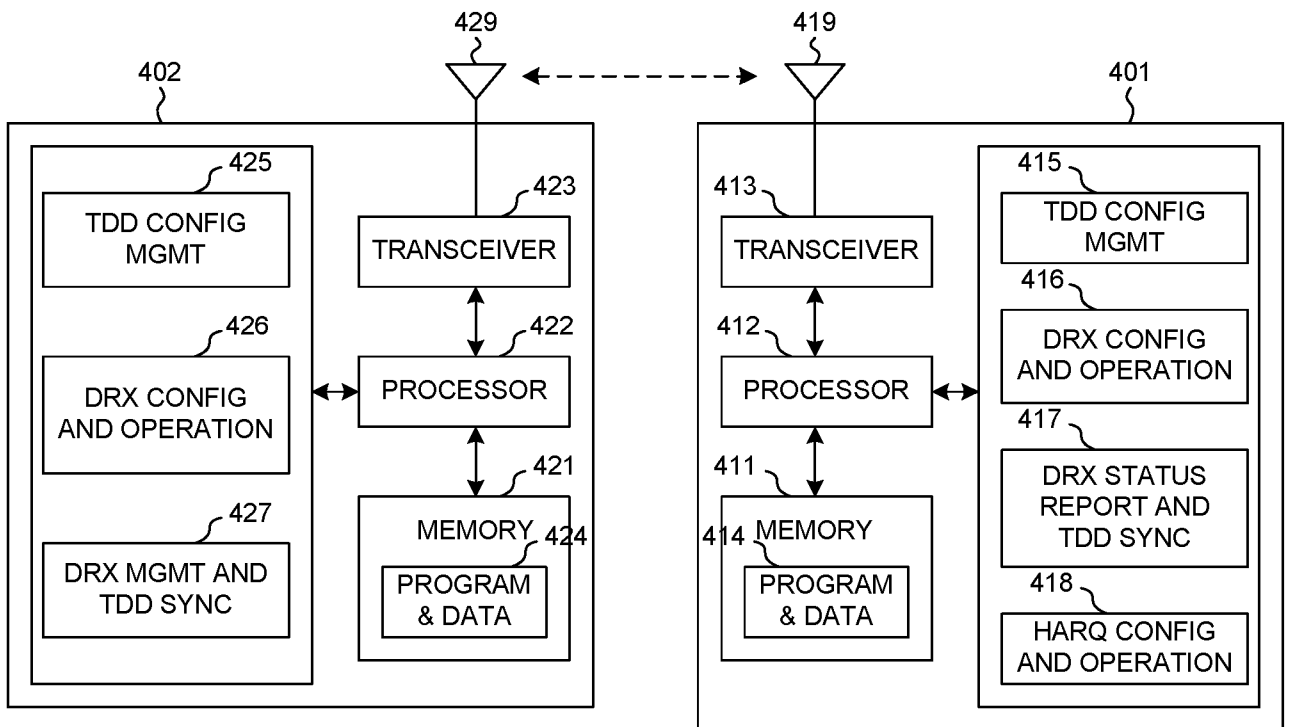 429
419
402
401
425
TDD CONFIG
MGMT
423
TRANSCEIVER
426
DRX CONFIG
AND OPERATION
422
PROCESSOR
427
DRX MGMT AND
TDD SYNC
421
MEMORY
424
PROGRAM
& DATA
413
TRANSCEIVER
415
TDD CONFIG
MGMT
412
PROCESSOR
416
DRX CONFIG
AND OPERATION
411
MEMORY
414
PROGRAM
& DATA
417
DRX STATUS
REPORT AND
TDD SYNC
418
HARQ CONFIG
AND OPERATION